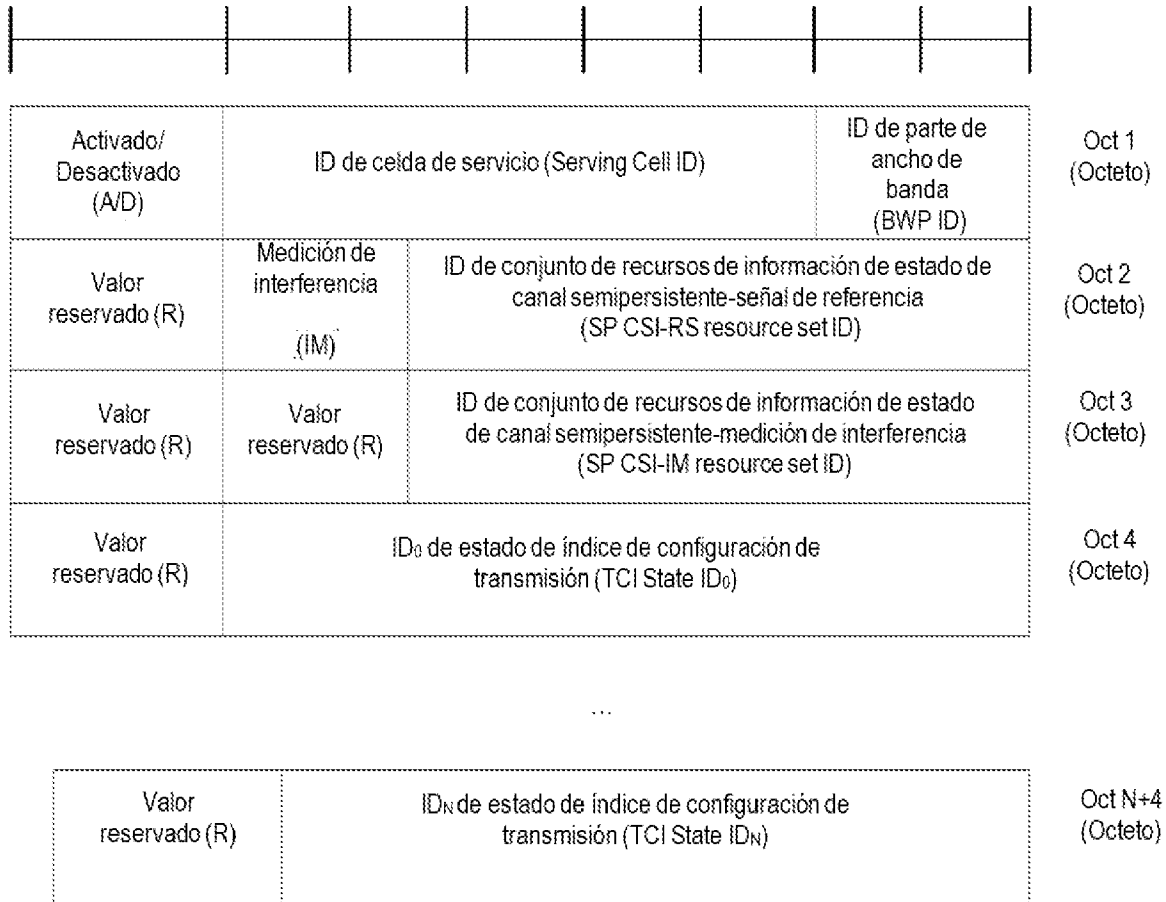 Activado/
Desactivado
(A/D)
ID de celda de servicio (Serving Cell ID)
ID de parte de
ancho de
banda
(BWP ID)
Oct 1
(Octeto)
Valor
reservado (R)
Medición de
interferencia
(IM)
ID de conjunto de recursos de información de estado de
canal semipersistente-señal de referencia
(SP CSI-RS resource set ID)
Oct 2
(Octeto)
Valor
reservado (R)
Valor
reservado (R)
ID de conjunto de recursos de información de estado
de canal semipersistente-medición de interferencia
(SP CSI-IM resource set ID)
Oct 3
(Octeto)
Valor
reservado (R)
ID₀ de estado de índice de configuración de
transmisión (TCI State ID₀)
Oct 4
(Octeto)
...
Valor
reservado (R)
IDN de estado de índice de configuración de
transmisión (TCI State IDN)
Oct N+4
(Octeto)